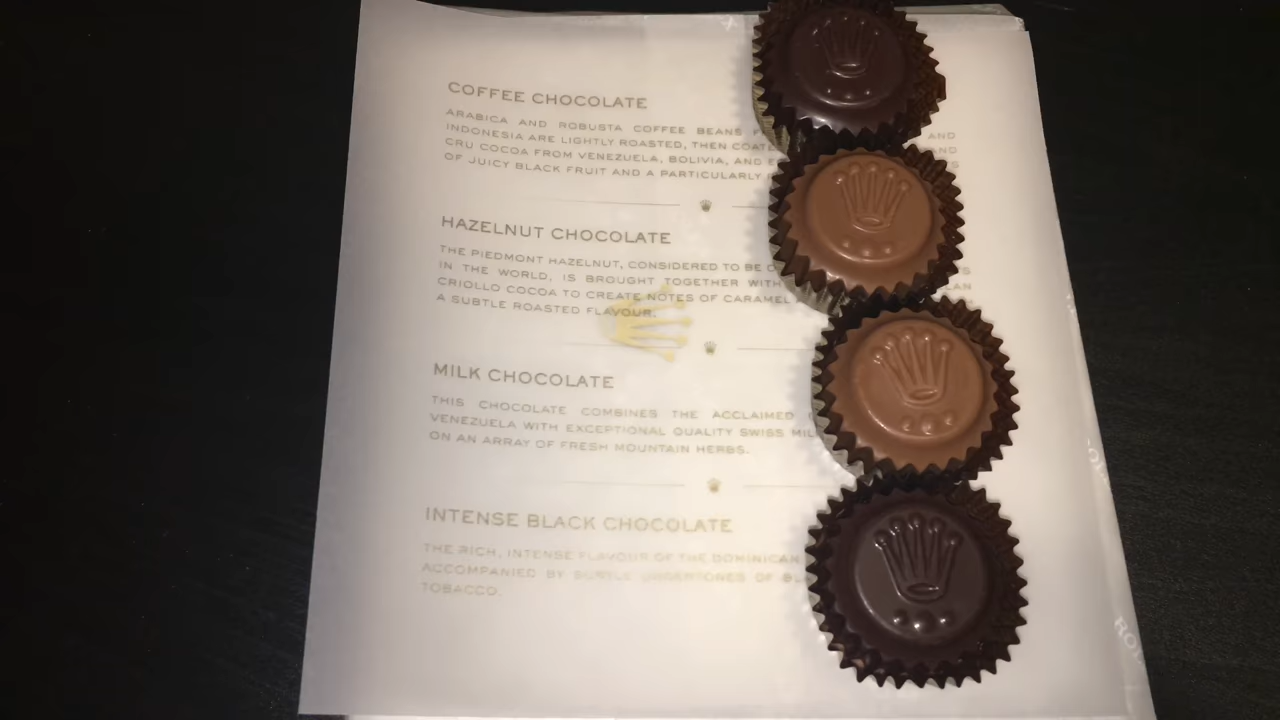 COFFEE CHOCOLATE
ARABICA AND ROBUSTA COFFEE BEANS AND
INDONESIA ARE LIGHTLY ROASTED, THEN
CRU COCOA FROM VENEZUELA, BOLIVIA, AND
OF JUICY BLACK FRUIT AND A PARTICULARLY
HAZELNUT CHOCOLATE
THE PIEDMONT HAZELNUT, CONSIDERED TO BE
IN THE WORLD, IS BROUGHT TOGETHER WITH
CRIOLLO COCOA TO CREATE NOTES OF CARAMEL
A SUBTLE ROASTED FLAVOUR.
MILK CHOCOLATE
THIS CHOCOLATE COMBINES THE ACCLAIMED
VENEZUELA WITH EXCEPTIONAL QUALITY SWISS
ON AN ARRAY OF FRESH MOUNTAIN HERBS.
INTENSE BLACK CHOCOLATE
THE RICH, INTENSE FLAVOUR OF THE DOMINICAN
ACCOMPANIED BY SUBTLE UNDERTONES OF
TOBACCO.